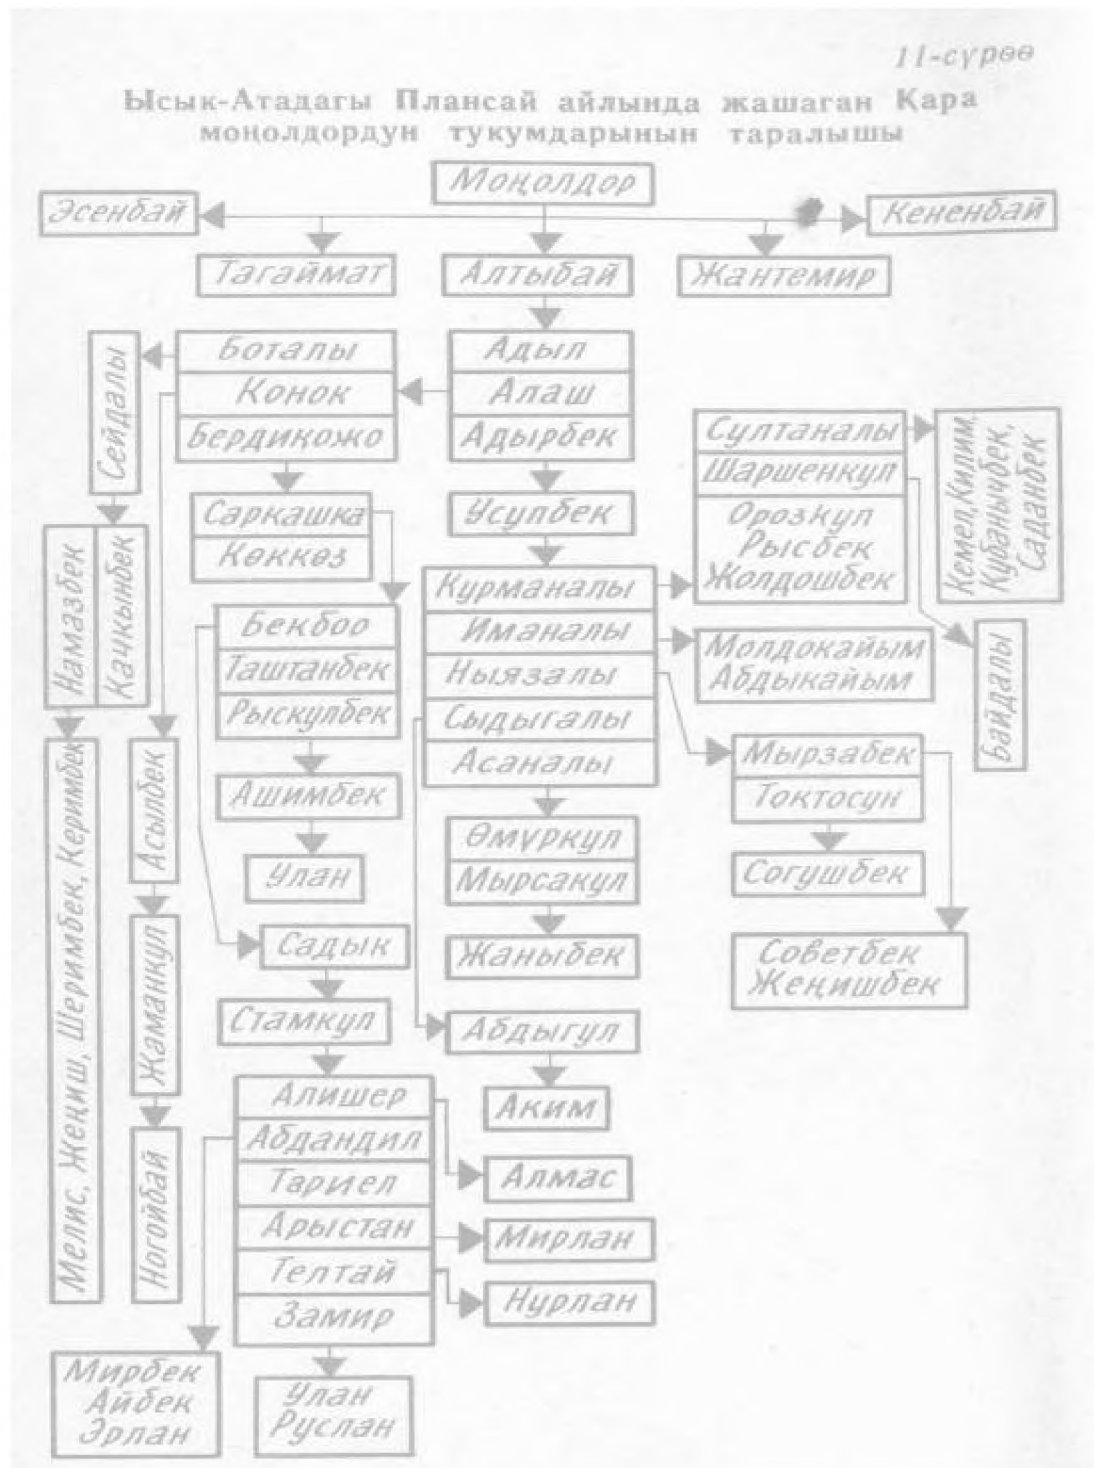 11-сүрөө
Ысык-Атадагы Плансай айлында жашаган Кара
моңолдордун тукумдарынын таралышы
Моңолдор
Эсенбай
Кененбай
Тагаймат
Алтыбай
Жантемир
Сейдалы
Боталы
Конок
Бердикожо
Адыл
Алаш
Адырбек
Султаналы
Шаршенкул
Орозкул
Рысбек
Жолдошбек
Кемел, Килим,
Кубанычбек,
Саданбек
Саркашка
Көккөз
Усупбек
Намазбек
Качкынбек
Бекбоо
Таштанбек
Рыскулбек
Курманалы
Иманалы
Ныязалы
Сыдыгалы
Асаналы
Молдокайым
Абдыкайым
Байдалы
Мырзабек
Токтосун
Мелис, Жеңиш, Шеримбек, Керимбек
Асылбек
Ашимбек
Улан
Өмүркул
Мырсакул
Согушбек
Садык
Жаныбек
Советбек
Жеңишбек
Жаманкул
Стамкул
Абдыгул
Аким
Ногойбай
Алишер
Абдандил
Тариел
Арыстан
Телтай
Замир
Алмас
Мирлан
Нурлан
Мирбек
Айбек
Эрлан
Улан
Руслан